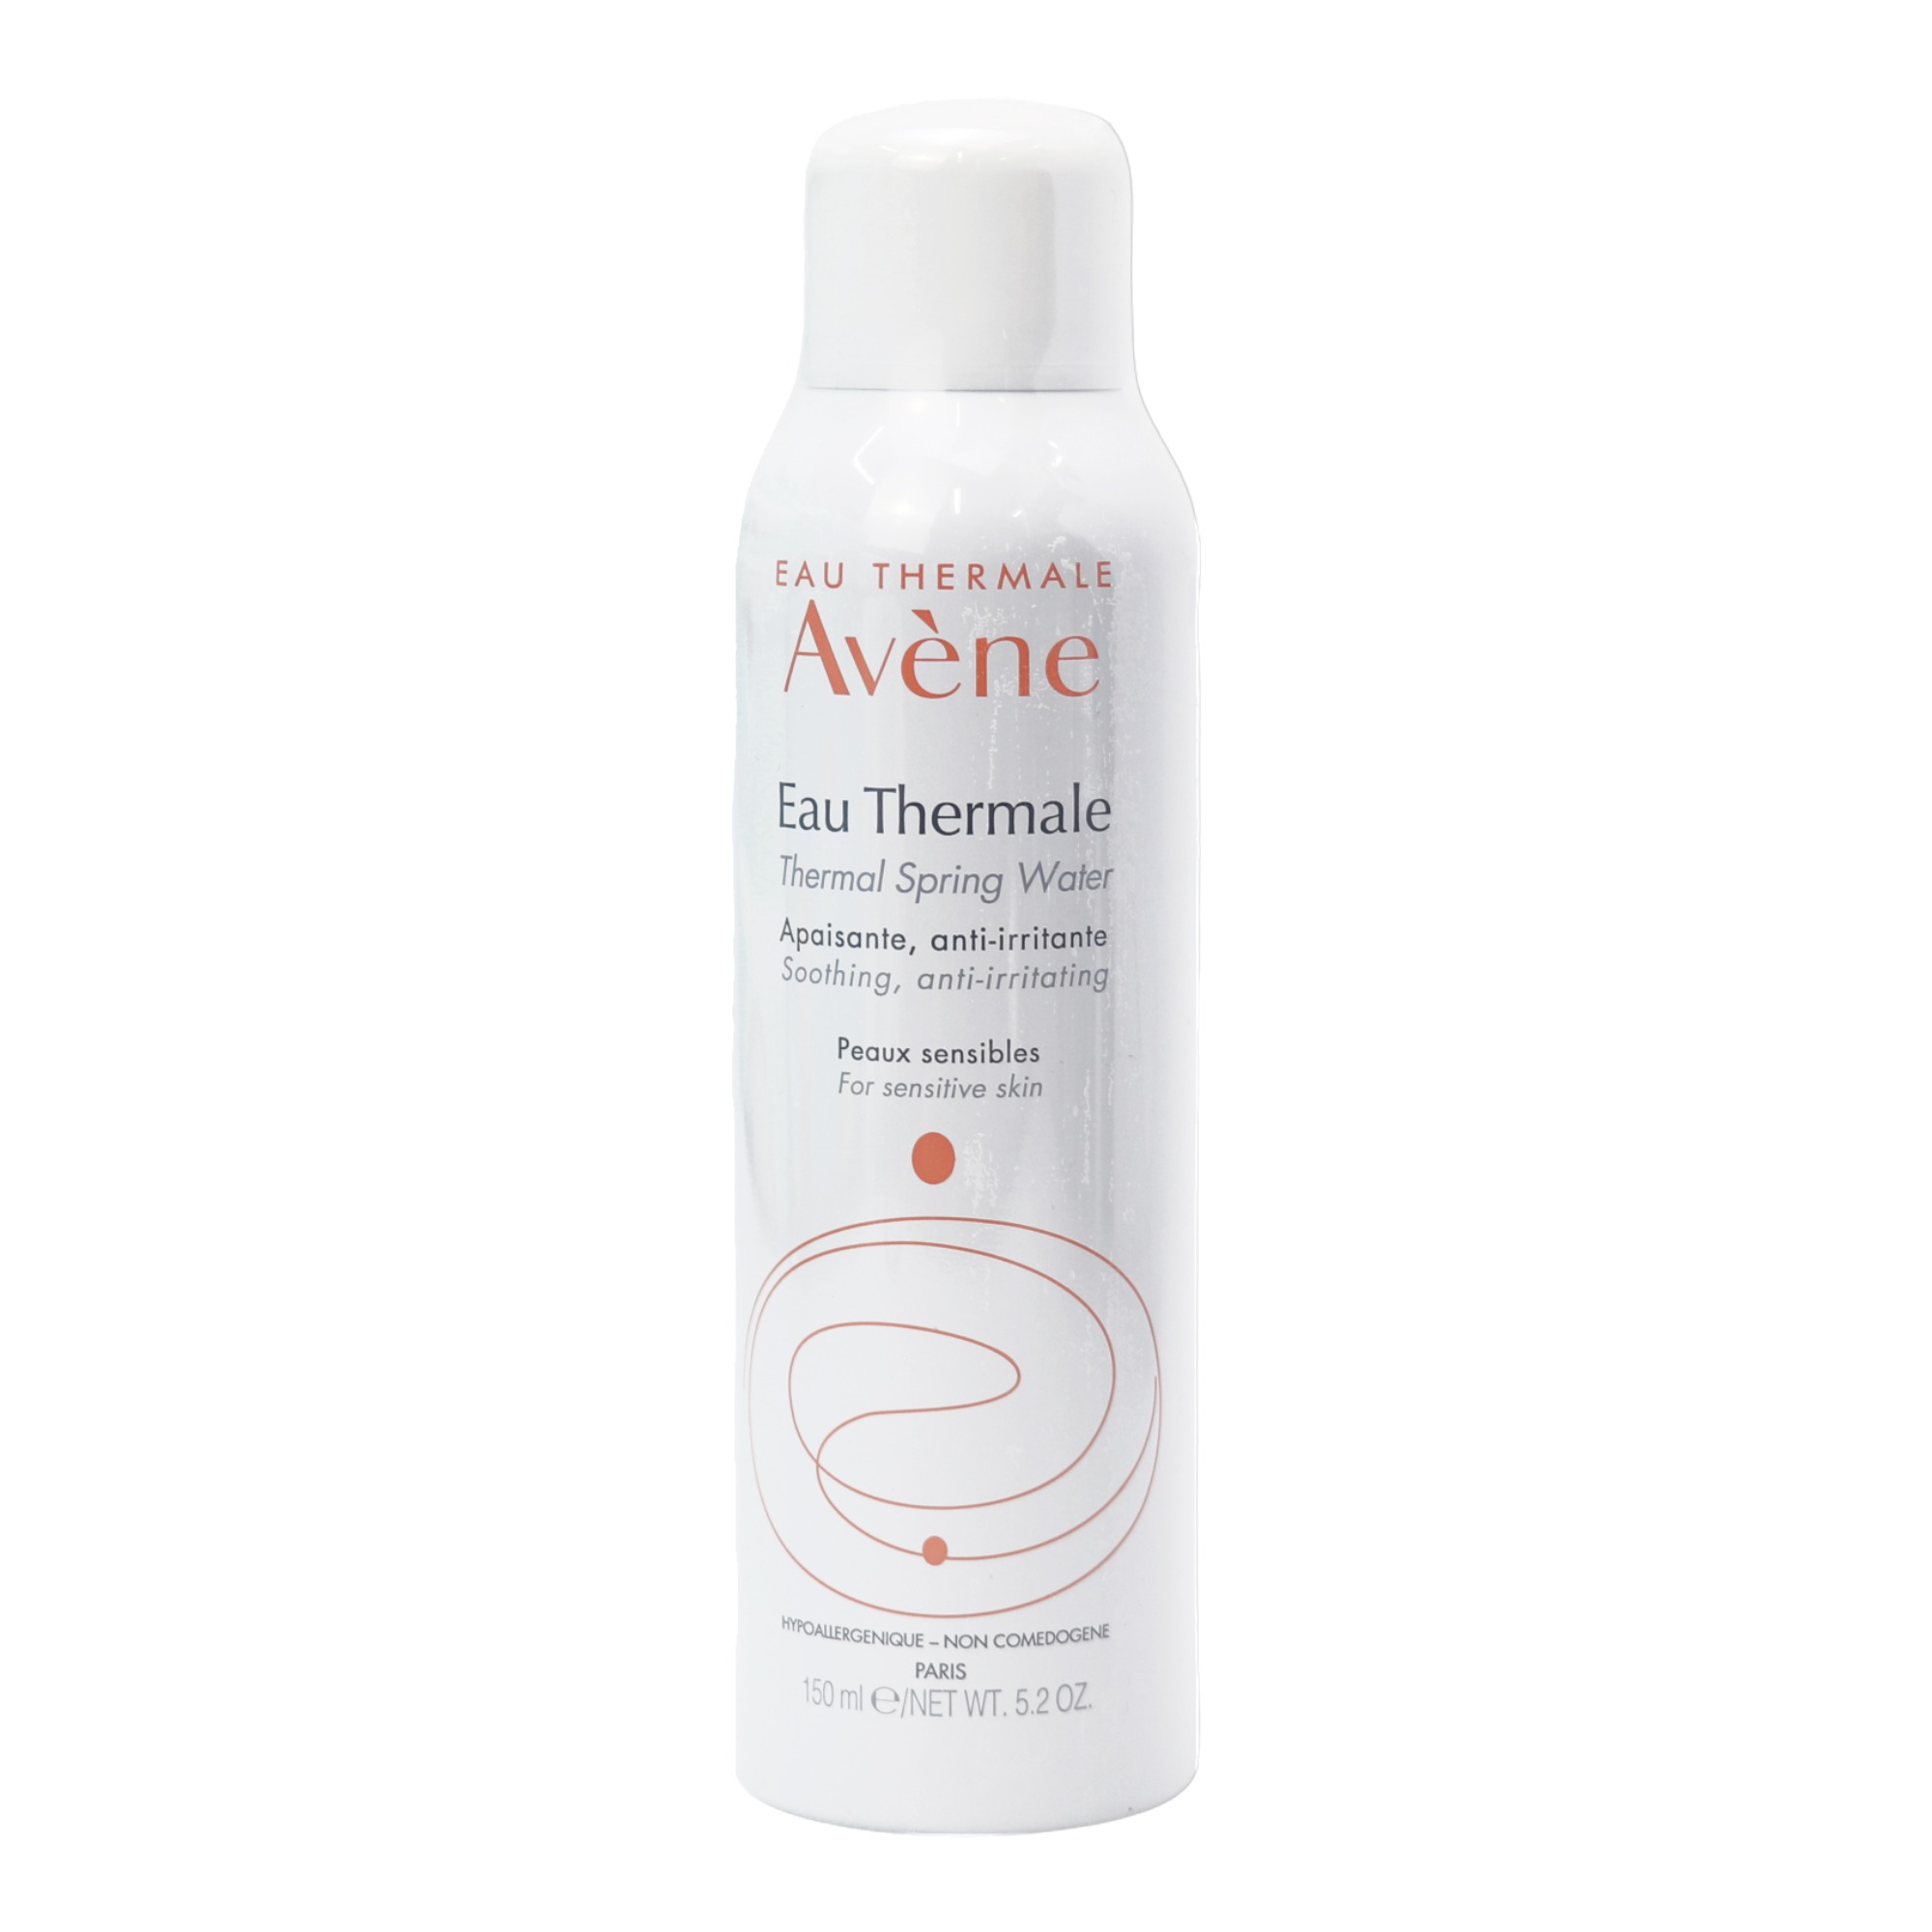 EAU THERMALE
Avène
Eau Thermale
Thermal Spring Water
Apaisante, anti-irritante
Soothing, anti-irritating
Peaux sensibles
For sensitive skin
HYPOALLERGENIQUE – NON COMEDOGENE
PARIS
150 ml ℮/NET WT. 5.2 OZ.